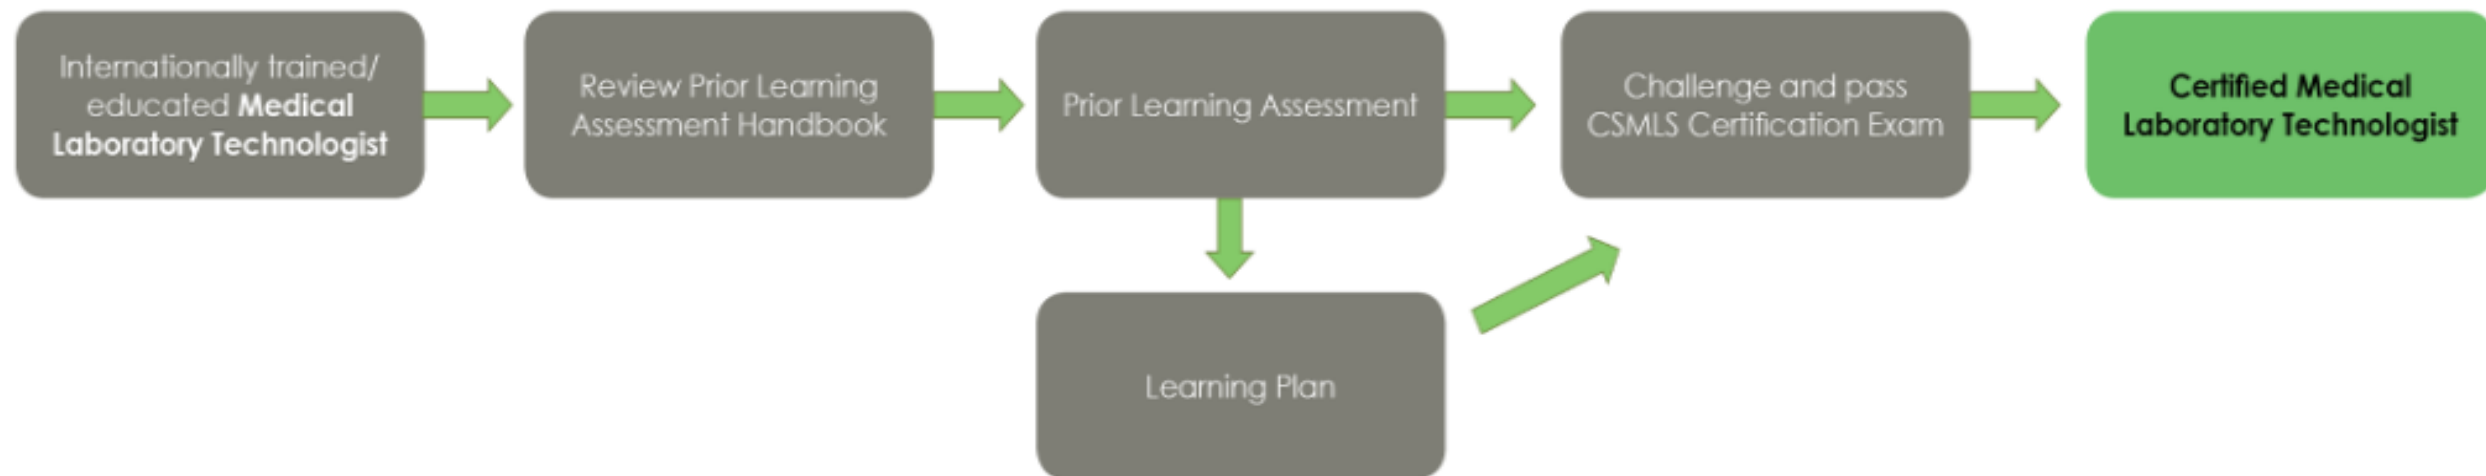 Internationally trained/
educated Medical
Laboratory Technologist
Review Prior Learning
Assessment Handbook
Prior Learning Assessment
Challenge and pass
CSMLS Certification Exam
Certified Medical
Laboratory Technologist
Learning Plan